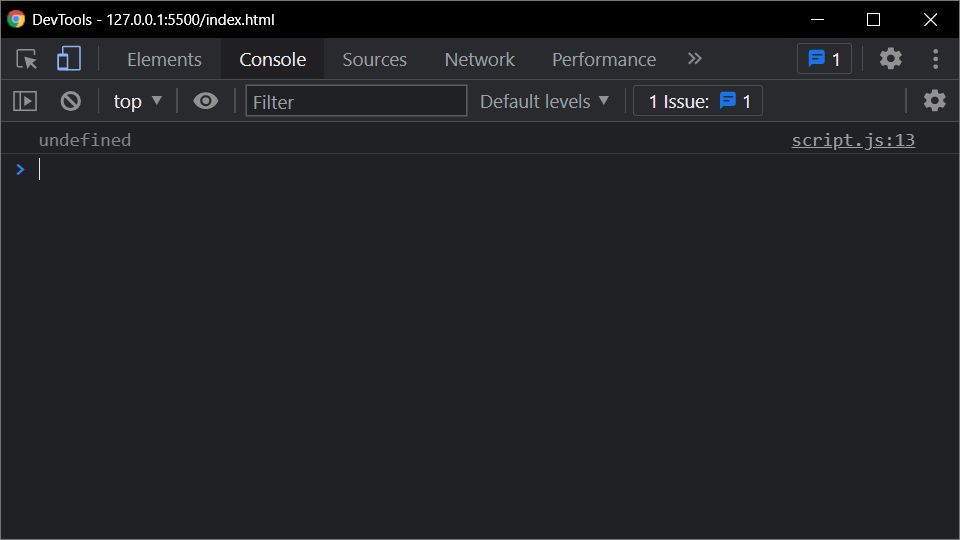 DevTools - 127.0.0.1:5500/index.html
Elements Console Sources Network Performance 1
top Filter Default levels 1 Issue: 1
undefined script.js:13